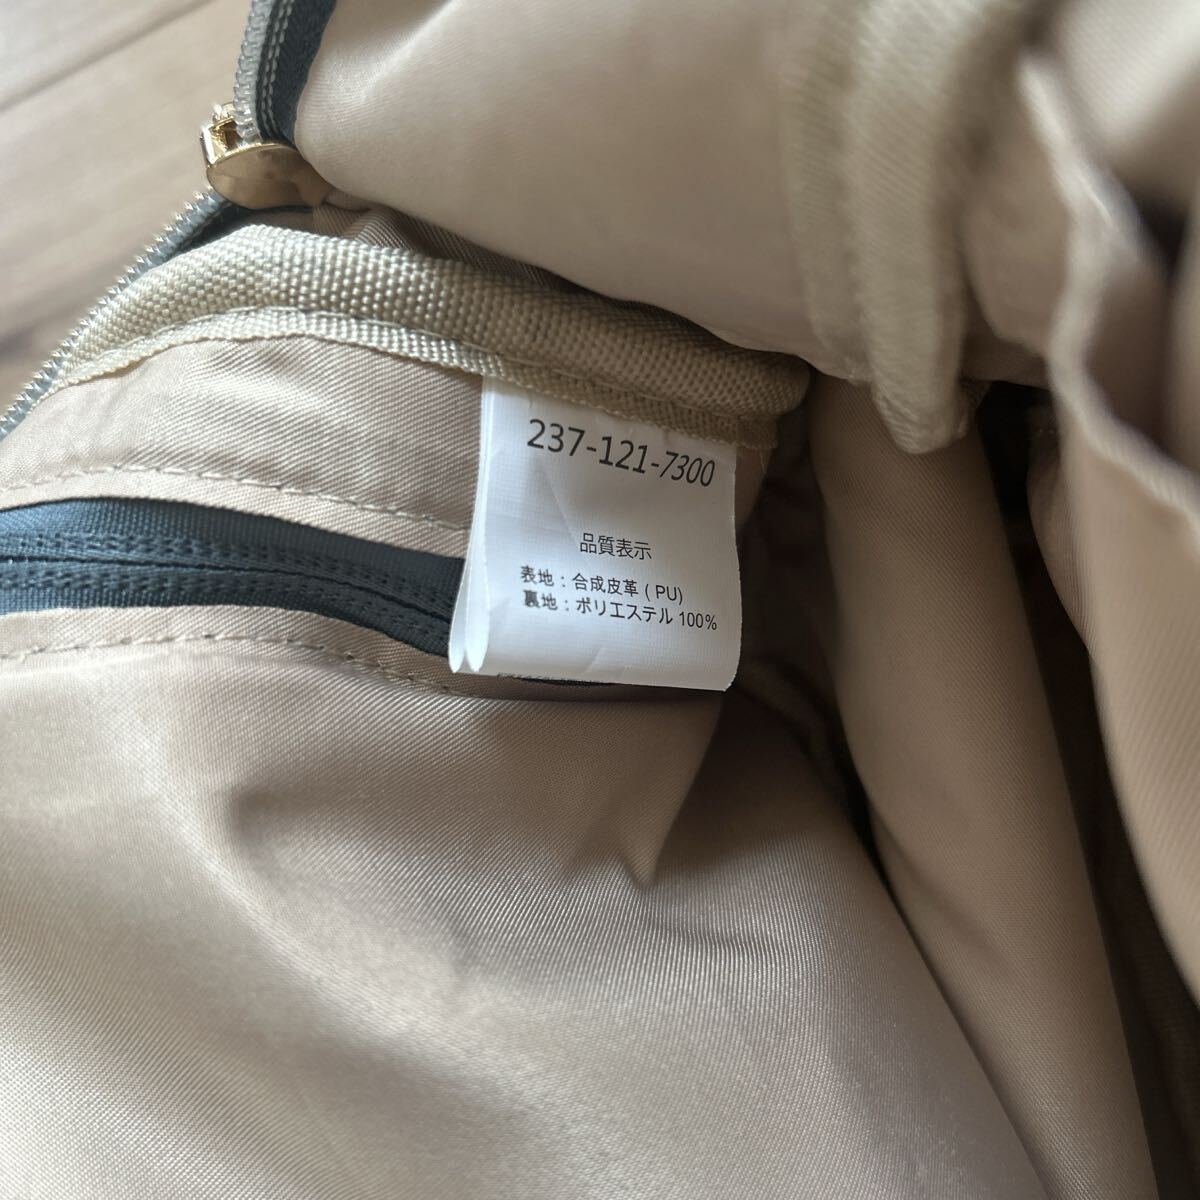 237-121-7300
品質表示
表地：合成皮革 ( PU)
裏地：ポリエステル 100%